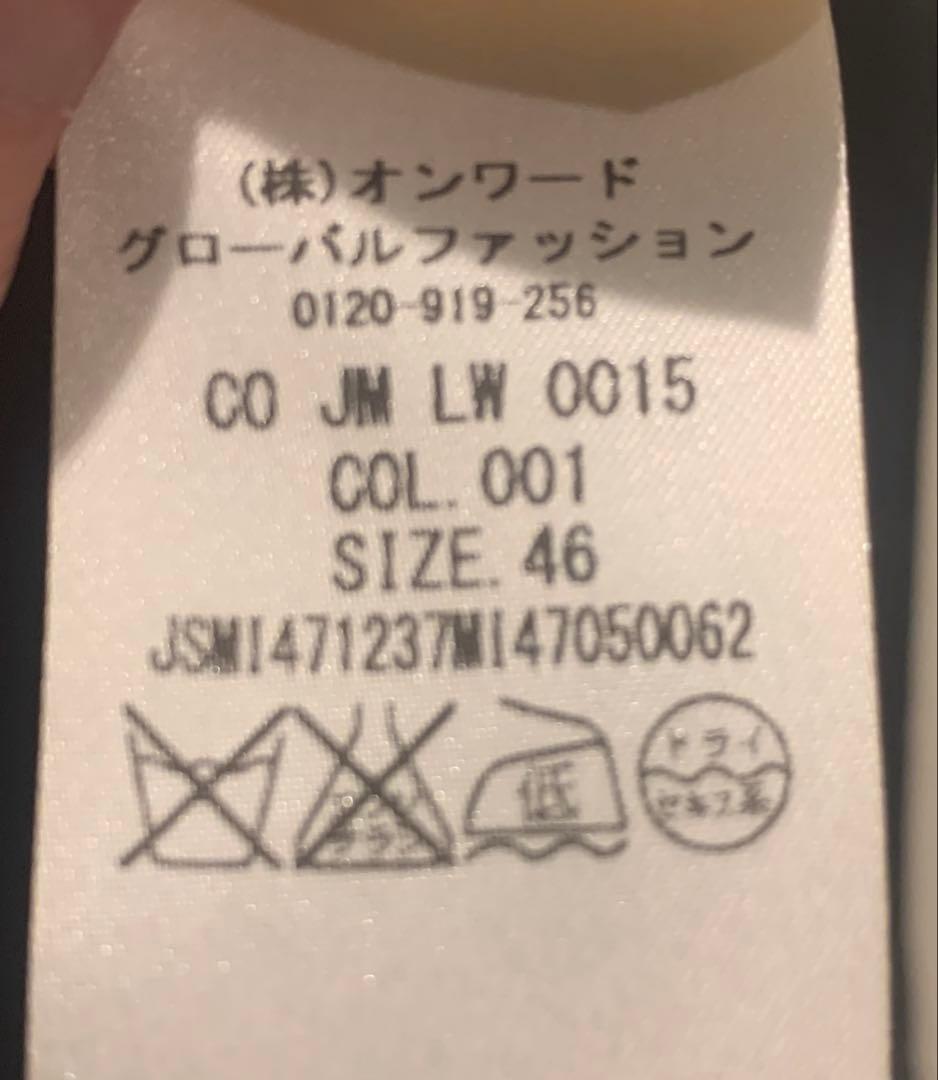 (株)オンワード
グローバルファッション
0120-919-256
CO JM LW 0015
COL. 001
SIZE. 46
JSMI471237MI47050062
低
ドライ
セキユ系